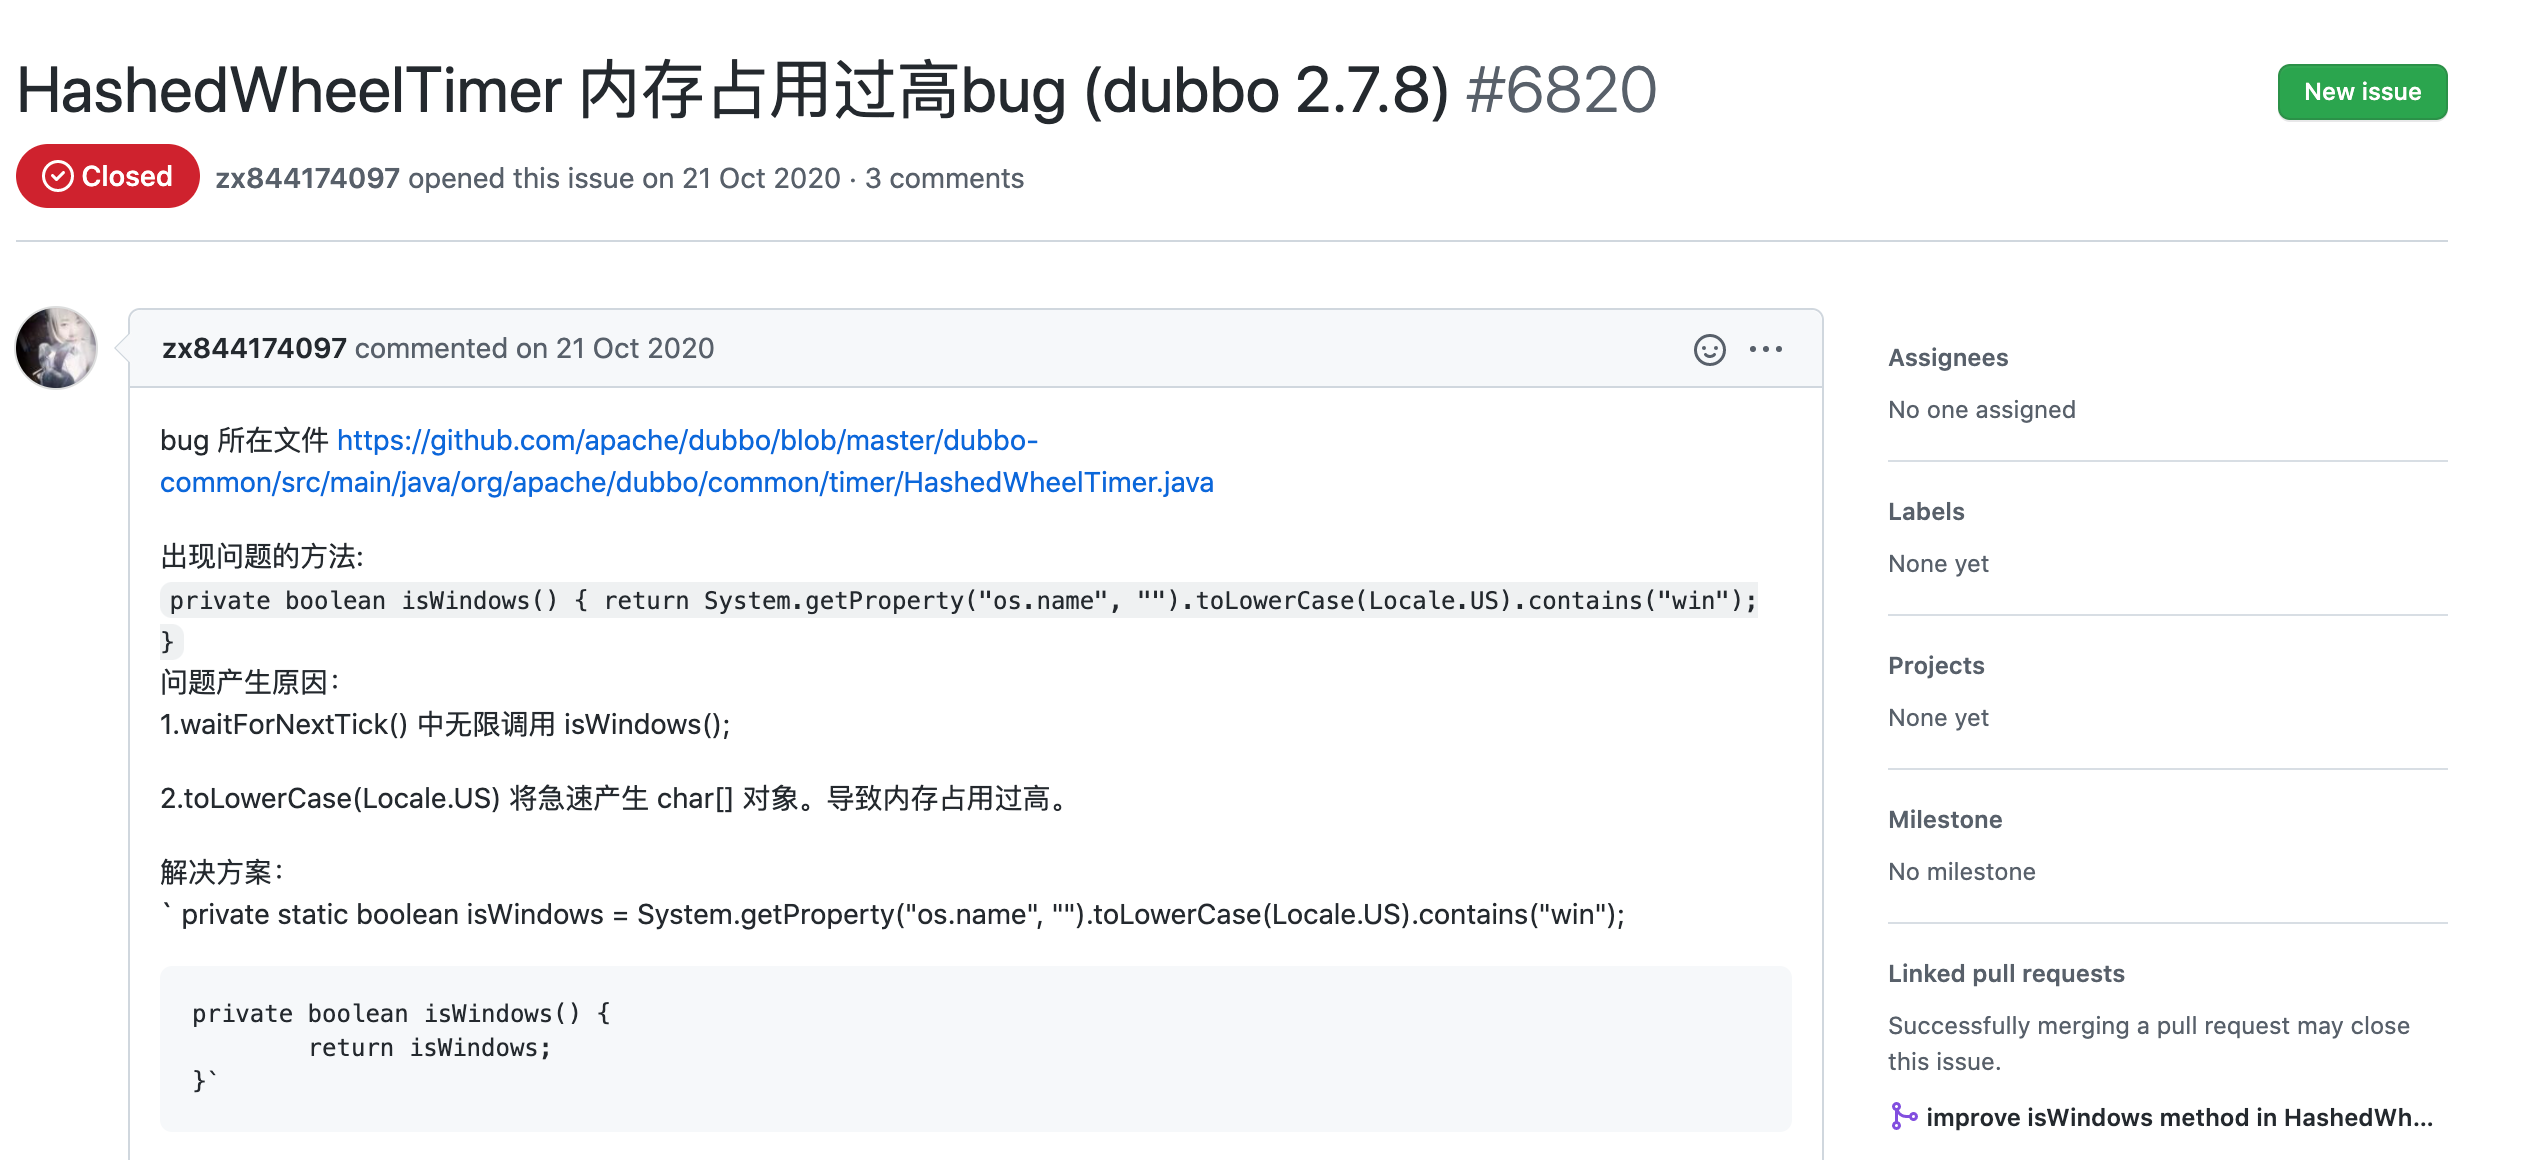 HashedWheelTimer 内存占用过高bug (dubbo 2.7.8) #6820
New issue
Closed
zx844174097 opened this issue on 21 Oct 2020 · 3 comments
zx844174097 commented on 21 Oct 2020
bug 所在文件 https://github.com/apache/dubbo/blob/master/dubbo-
common/src/main/java/org/apache/dubbo/common/timer/HashedWheelTimer.java
出现问题的方法:
private boolean isWindows() { return System.getProperty("os.name", "").toLowerCase(Locale.US).contains("win");
}
问题产生原因：
1.waitForNextTick() 中无限调用 isWindows();
2.toLowerCase(Locale.US) 将急速产生 char[] 对象。导致内存占用过高。
解决方案：
` private static boolean isWindows = System.getProperty("os.name", "").toLowerCase(Locale.US).contains("win");
private boolean isWindows() {
return isWindows;
}`
Assignees
No one assigned
Labels
None yet
Projects
None yet
Milestone
No milestone
Linked pull requests
Successfully merging a pull request may close
this issue.
improve isWindows method in HashedWh...